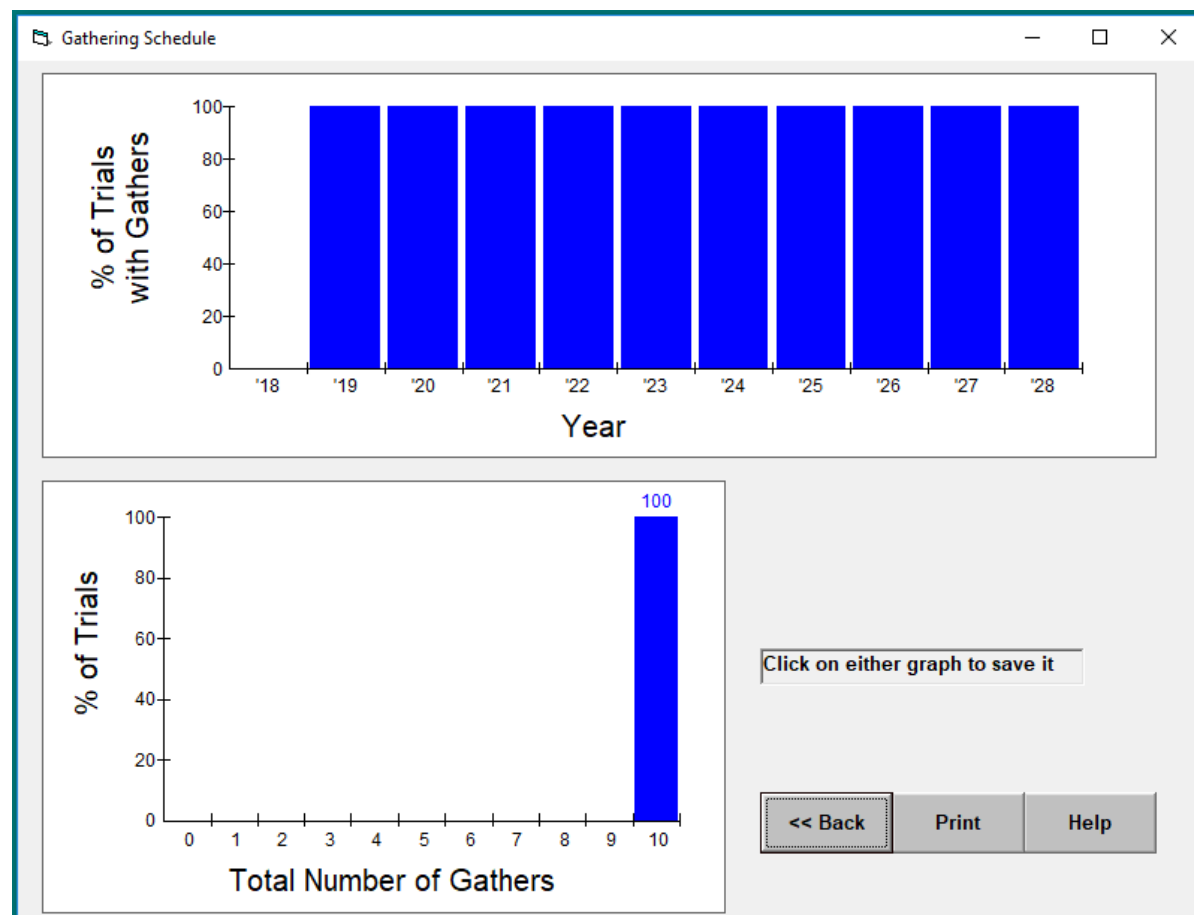 Gathering Schedule
% of Trials
with Gathers
100
80
60
40
20
0
'18 '19 '20 '21 '22 '23 '24 '25 '26 '27 '28
Year
% of Trials
100
100
80
60
40
20
0
0 1 2 3 4 5 6 7 8 9 10
Total Number of Gathers
Click on either graph to save it
<< Back Print Help